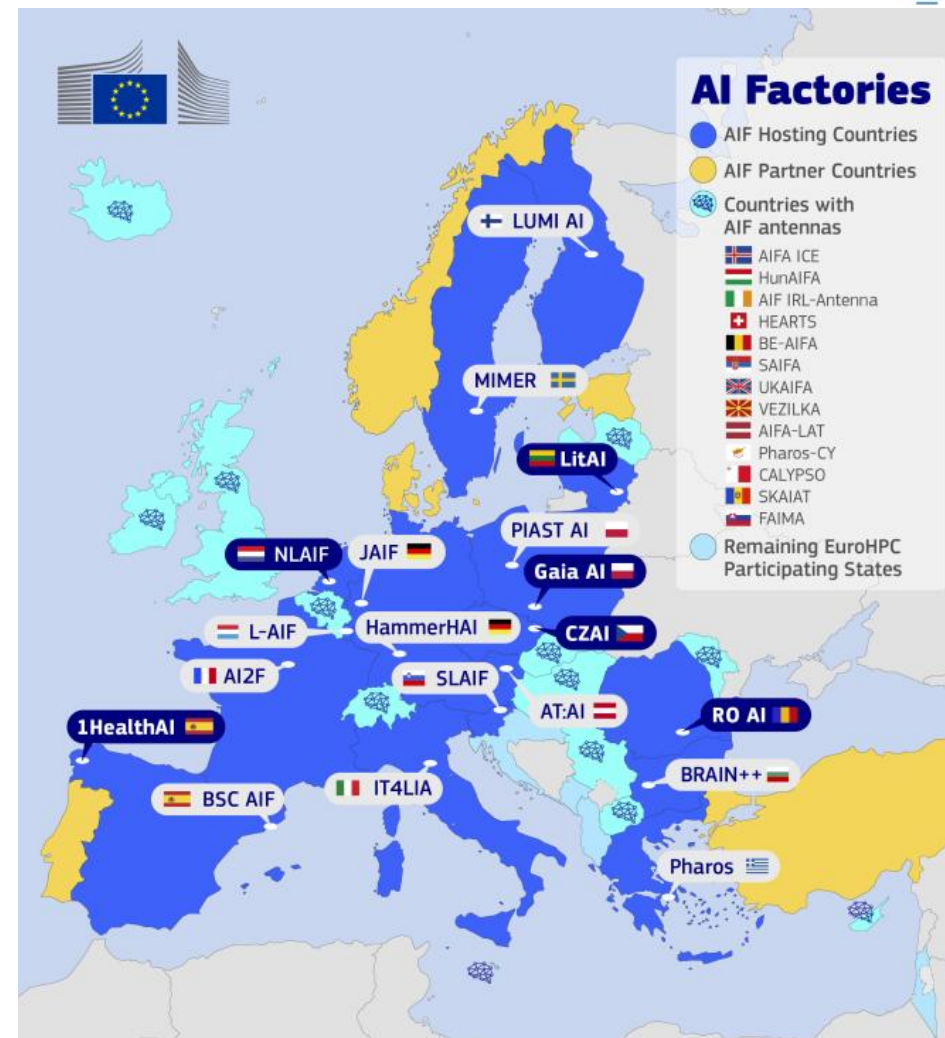 AI Factories
AIF Hosting Countries
AIF Partner Countries
Countries with
AIF antennas
AIFA ICE
HunAIFA
AIF IRL-Antenna
HEARTS
BE-AIFA
SAIFA
UKAIFA
VEZILKA
AIFA-LAT
Pharos-CY
CALYPSO
SKAIAT
FAIMA
Remaining EuroHPC
Participating States
LUMI AI
MIMER
LitAI
PIAST AI
NLAIF
JAIF
Gaia AI
L-AIF
HammerHAI
CZAI
AI2F
SLAIF
AT:AI
1HealthAI
RO AI
BSC AIF
IT4LIA
BRAIN++
Pharos